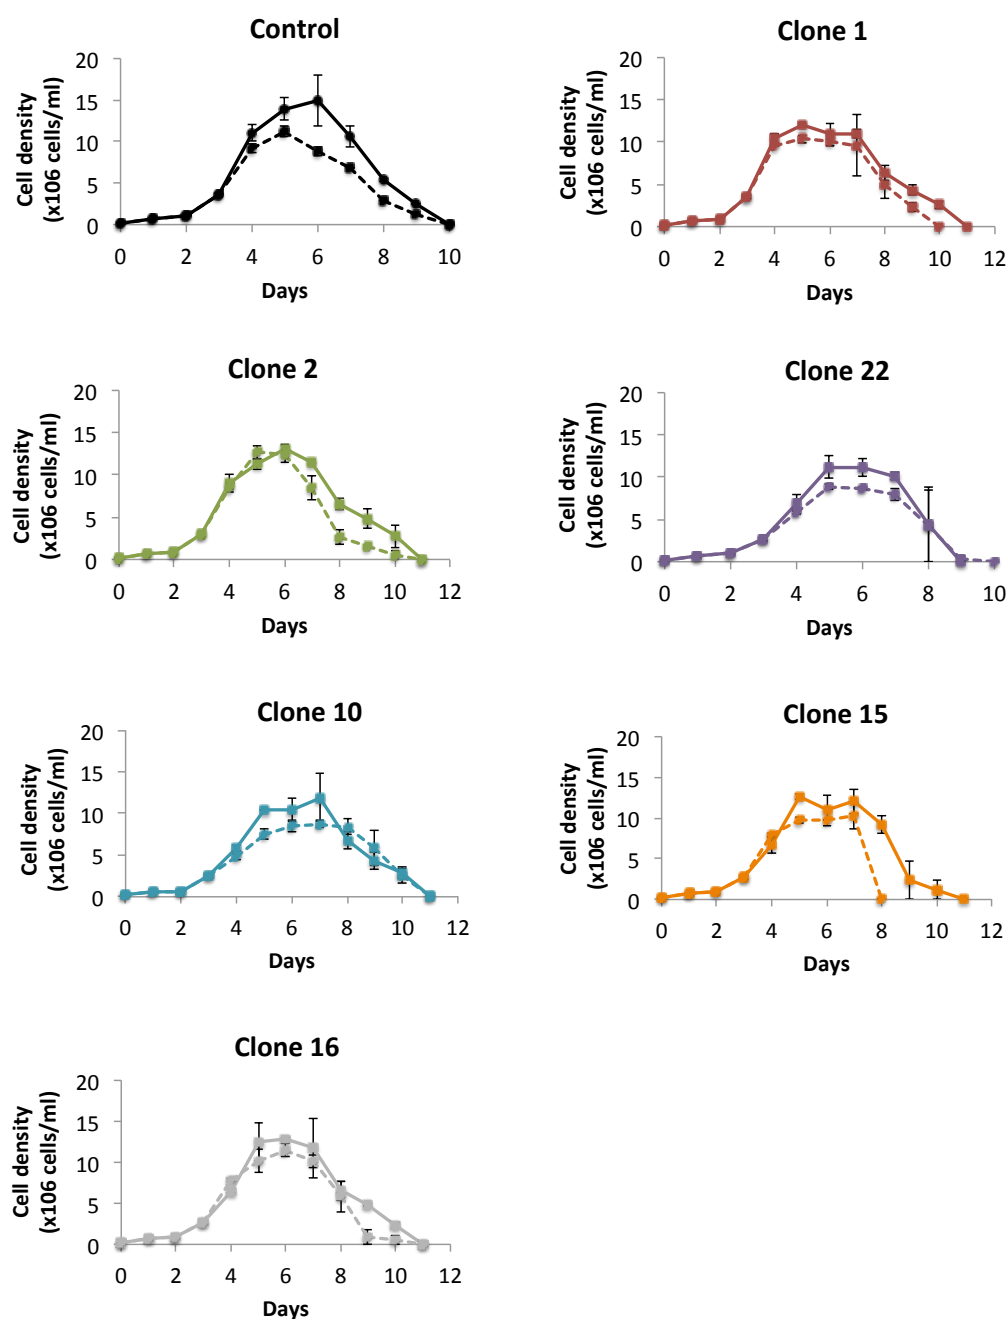 Control
20
15
10
5
0
Cell density
(x106 cells/ml)
0 2 4 6 8 10
Days
Clone 1
20
15
10
5
0
Cell density
(x106 cells/ml)
0 2 4 6 8 10 12
Days
Clone 2
20
15
10
5
0
Cell density
(x106 cells/ml)
0 2 4 6 8 10 12
Days
Clone 22
20
15
10
5
0
Cell density
(x106 cells/ml)
0 2 4 6 8 10
Days
Clone 10
20
15
10
5
0
Cell density
(x106 cells/ml)
0 2 4 6 8 10 12
Days
Clone 15
20
15
10
5
0
Cell density
(x106 cells/ml)
0 2 4 6 8 10 12
Days
Clone 16
20
15
10
5
0
Cell density
(x106 cells/ml)
0 2 4 6 8 10 12
Days